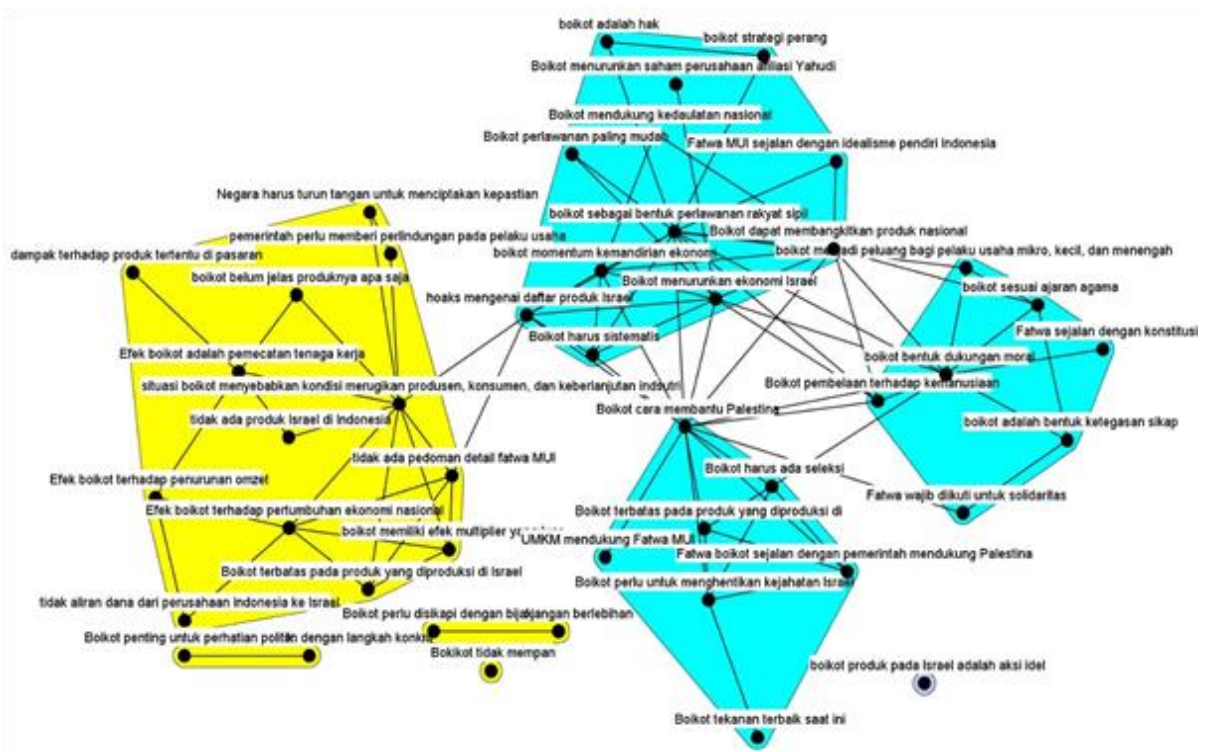 boikot adalah hak
boikot strategi perang
Boikot menurunkan saham perusahaan afiliasi Yahudi
Boikot mendukung kedaulatan nasional
Boikot perlawanan paling mudah
Fatwa MUI sejalan dengan idealisme pendiri Indonesia
Negara harus turun tangan untuk menciptakan kepastian
boikot sebagai bentuk perlawanan rakyat sipil
Boikot dapat membangkitkan produk nasional
pemerintah perlu memberi perlindungan pada pelaku usaha
dampak terhadap produk tertentu di pasaran
boikot momentum kemandirian ekonomi
boikot menjadi peluang bagi pelaku usaha mikro, kecil, dan menengah
boikot belum jelas produknya apa saja
Boikot menurunkan ekonomi Israel
boikot sesuai ajaran agama
hoaks mengenai daftar produk Israel
Boikot harus sistematis
Fatwa sejalan dengan konstitusi
Efek boikot adalah pemecatan tenaga kerja
boikot bentuk dukungan moral
situasi boikot menyebabkan kondisi merugikan produsen, konsumen, dan keberlanjutan indsutri
Boikot pembelaan terhadap kemanusiaan
Boikot cara membantu Palestina
tidak ada produk Israel di Indonesia
boikot adalah bentuk ketegasan sikap
tidak ada pedoman detail fatwa MUI
Boikot harus ada seleksi
Efek boikot terhadap penurunan omzet
Fatwa wajib diikuti untuk solidaritas
Efek boikot terhadap pertumbuhan ekonomi nasional
Boikot terbatas pada produk yang diproduksi di
boikot memiliki efek multiplier
UMKM mendukung Fatwa MUI
Fatwa boikot sejalan dengan pemerintah mendukung Palestina
Boikot terbatas pada produk yang diproduksi di Israel
Boikot perlu untuk menghentikan kejahatan Israel
tidak aliran dana dari perusahaan Indonesia ke Israel
Boikot perlu disikapi dengan bijak
jangan berlebihan
Boikot penting untuk perhatian politik
dengan langkah konkrit
Bokikot tidak mempan
boikot produk pada Israel adalah aksi idel
Boikot tekanan terbaik saat ini